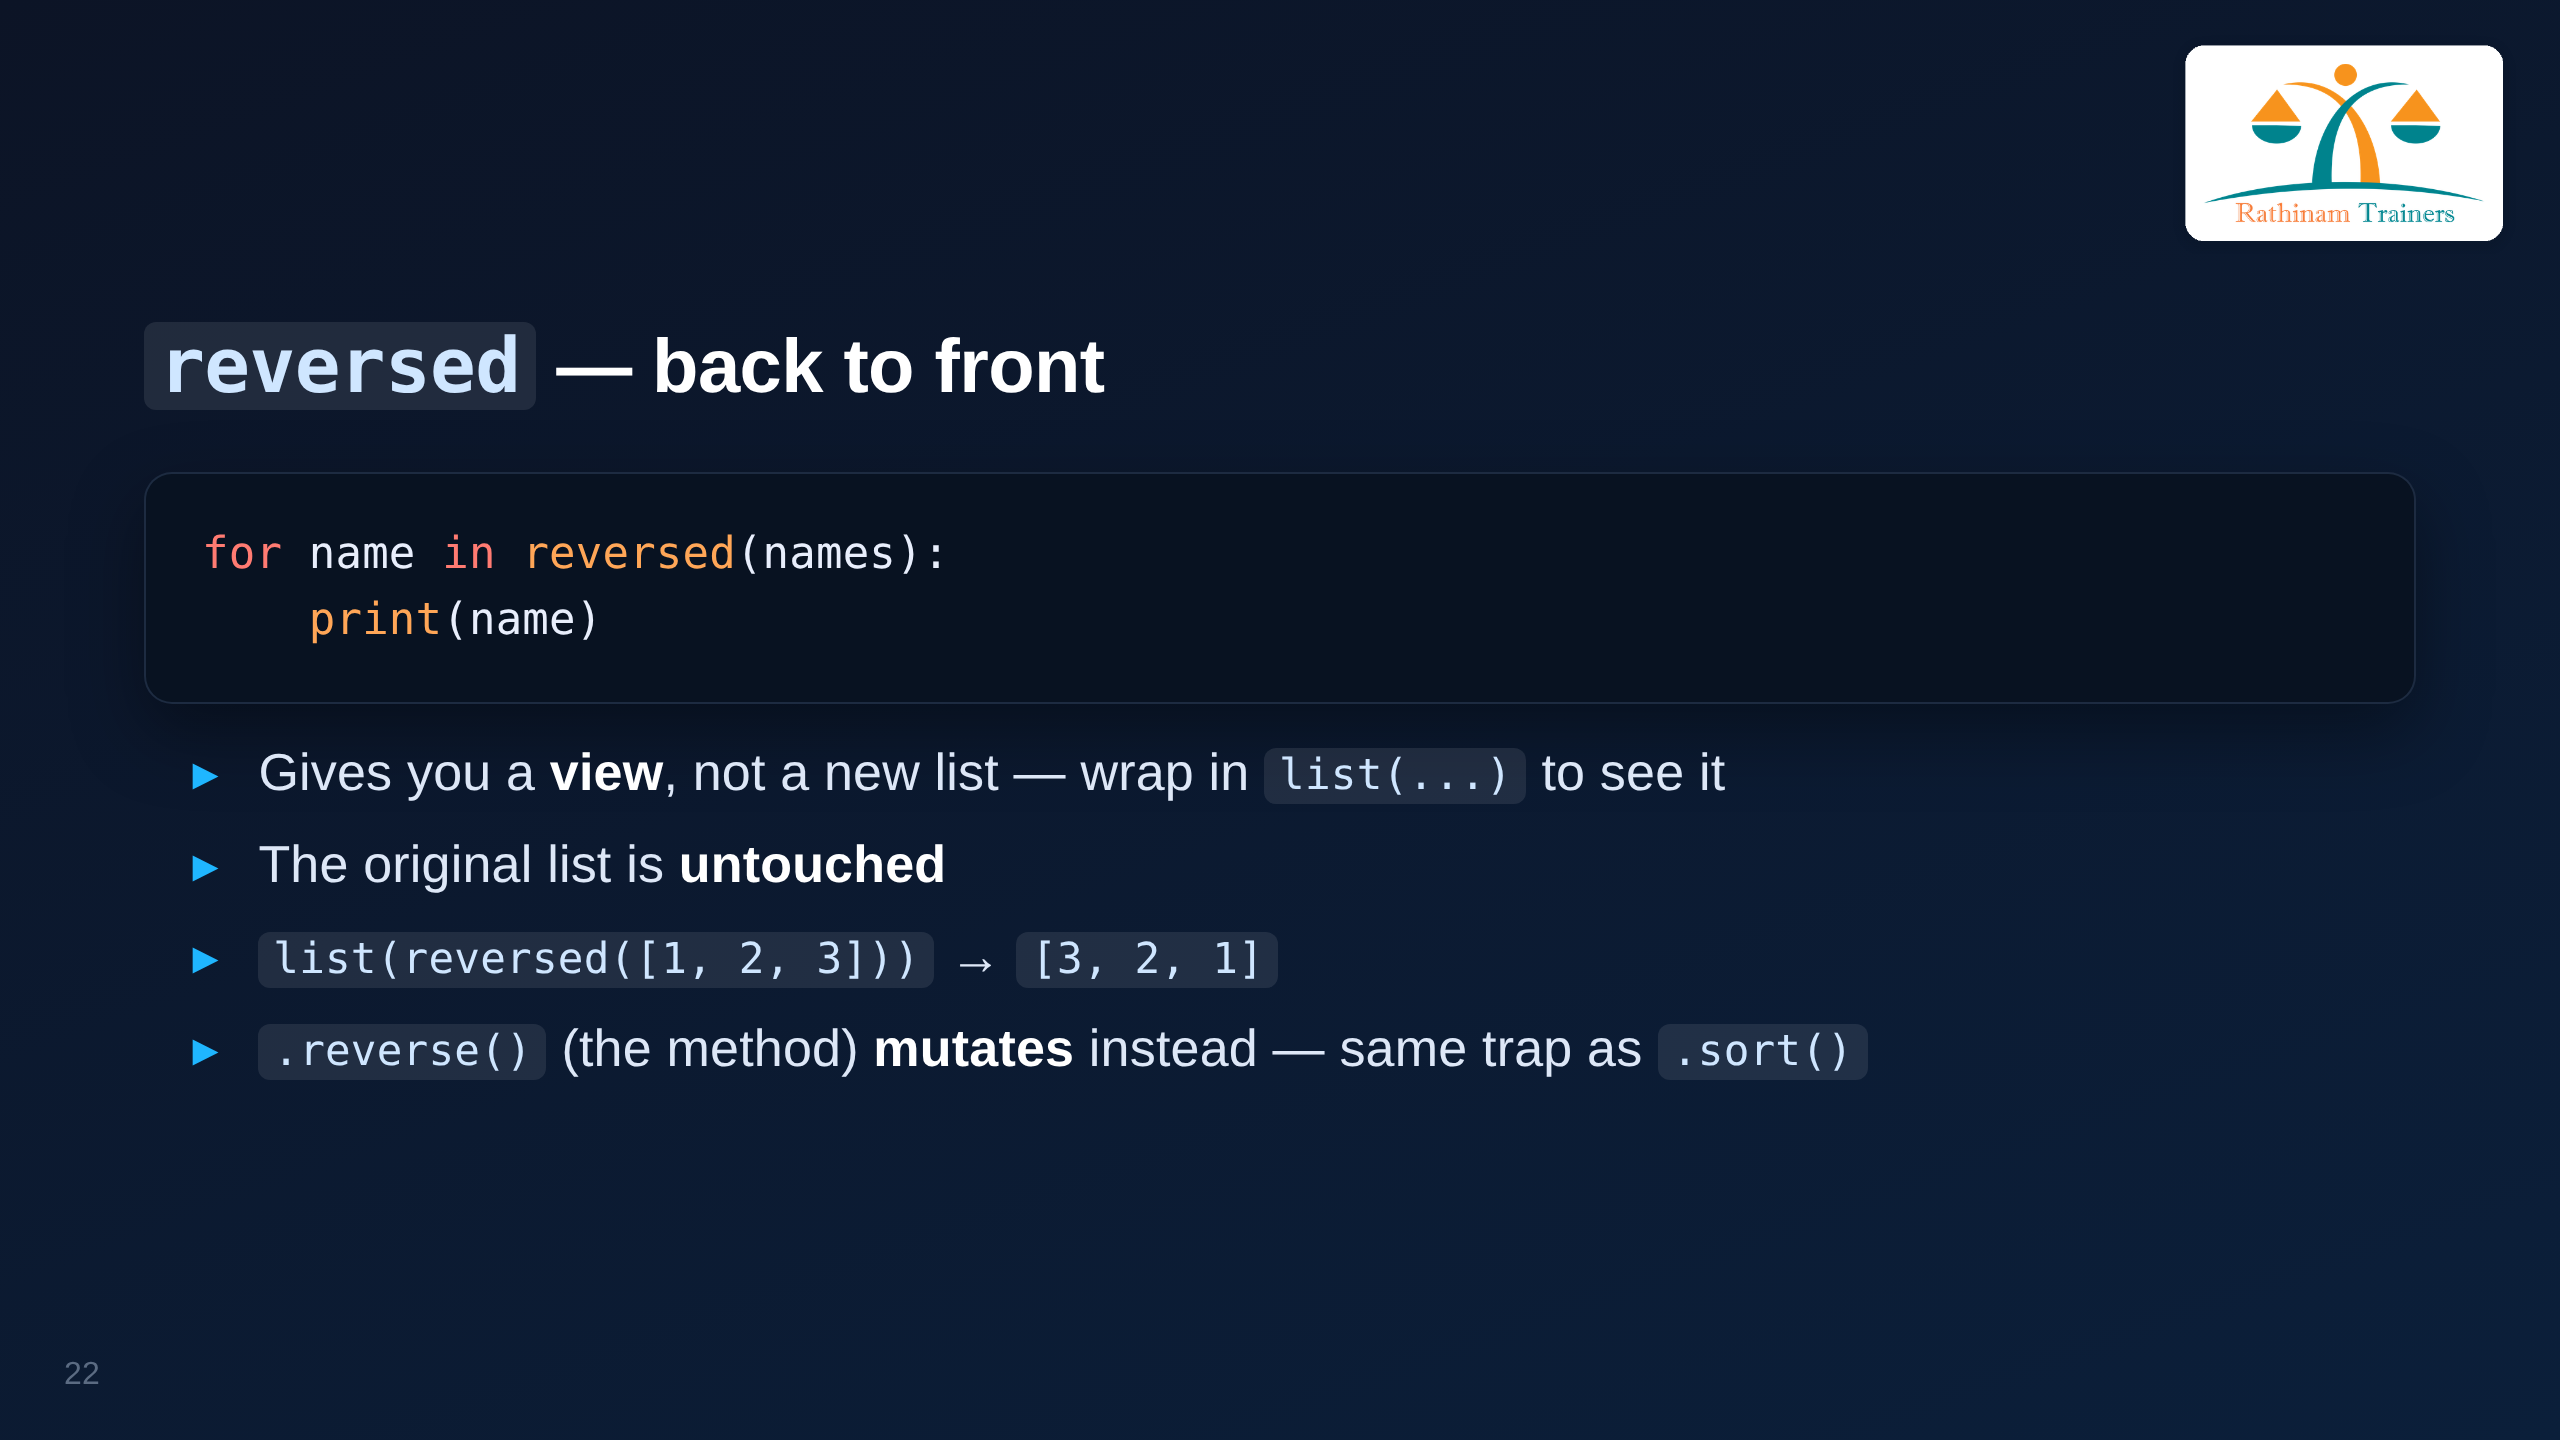 Rathinam Trainers
reversed — back to front
for name in reversed(names):
    print(name)
► Gives you a view, not a new list — wrap in list(...) to see it
► The original list is untouched
► list(reversed([1, 2, 3])) → [3, 2, 1]
► .reverse() (the method) mutates instead — same trap as .sort()
22